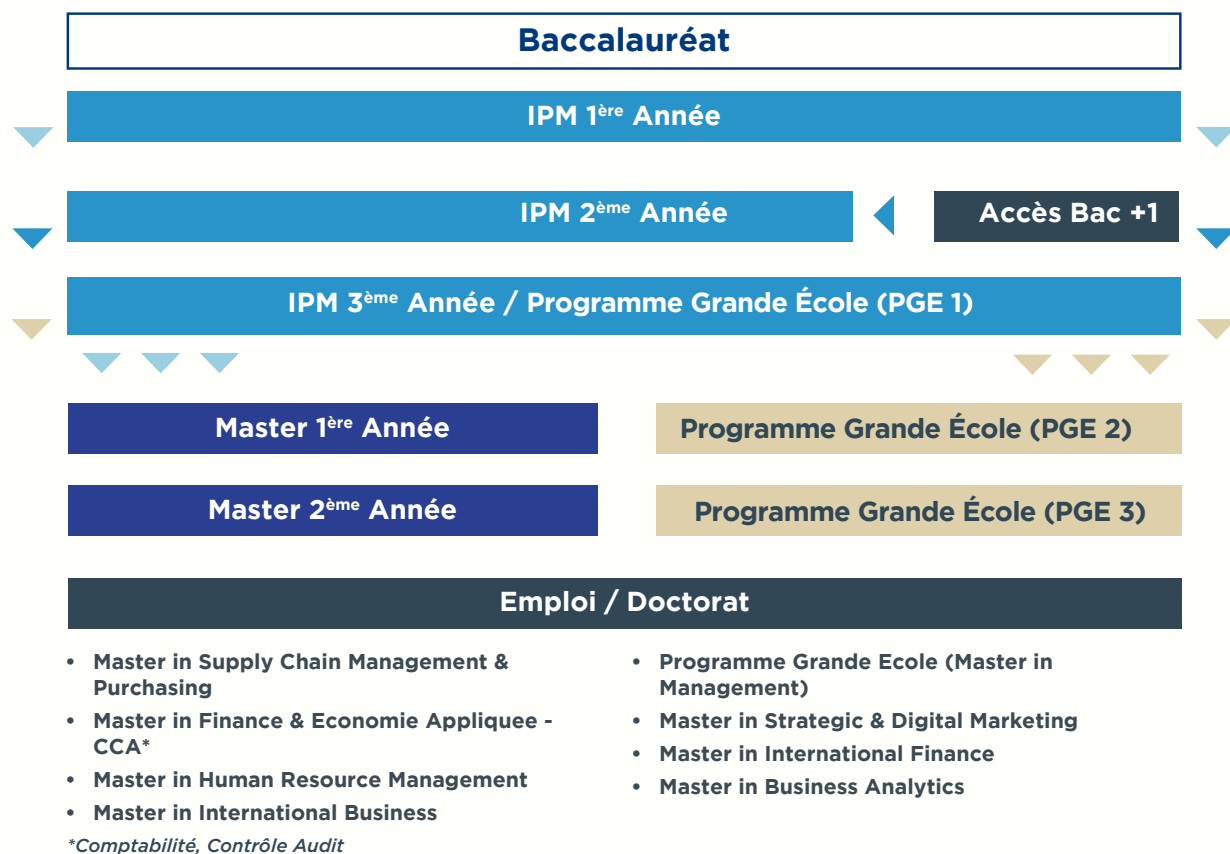 Baccalauréat
IPM 1ère Année
IPM 2ème Année
Accès Bac +1
IPM 3ème Année / Programme Grande École (PGE 1)
Master 1ère Année
Programme Grande École (PGE 2)
Master 2ème Année
Programme Grande École (PGE 3)
Emploi / Doctorat
• Master in Supply Chain Management &
Purchasing
• Master in Finance & Economie Appliquee -
CCA*
• Master in Human Resource Management
• Master in International Business
*Comptabilité, Contrôle Audit
• Programme Grande Ecole (Master in
Management)
• Master in Strategic & Digital Marketing
• Master in International Finance
• Master in Business Analytics